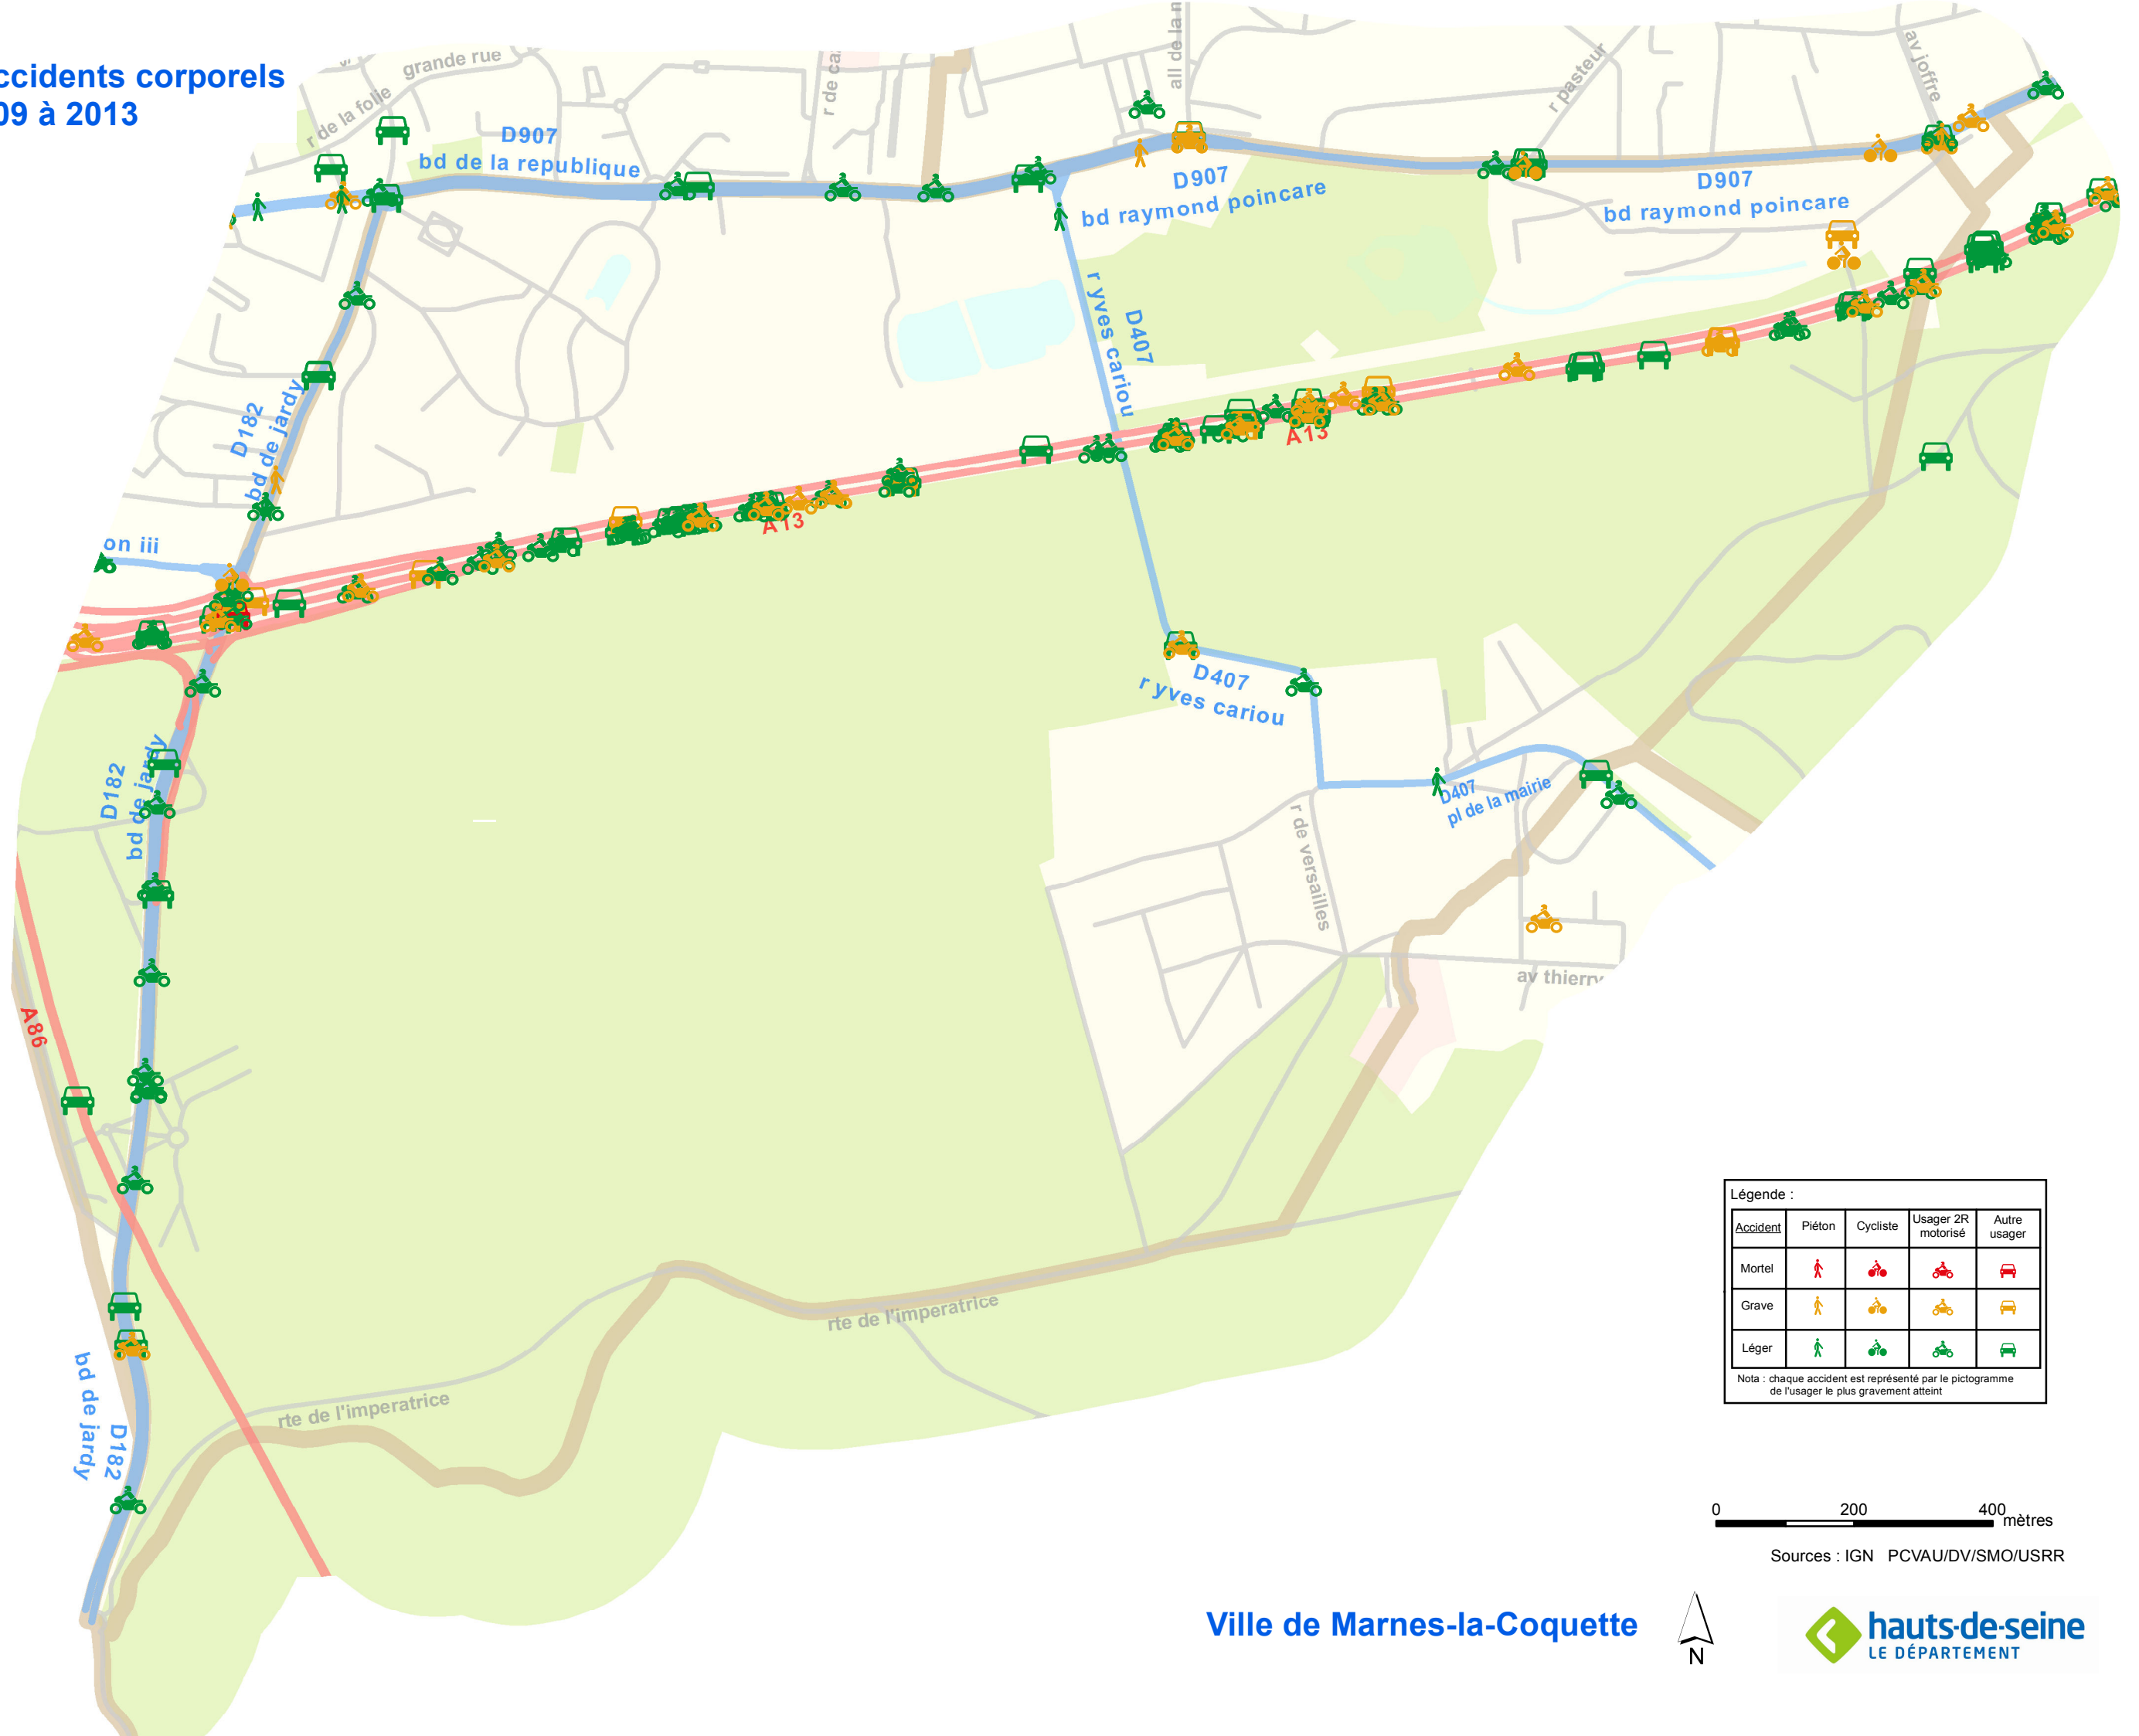 ccidents corporels
09 à 2013
grande rue
r de la folie
r de ca
all de la n
r pasteur
av joffre
D907
bd de la republique
D907
bd raymond poincare
D907
bd raymond poincare
D407
r yves cariou
D182
bd de jardy
A13
A13
on iii
D407
r yves cariou
D182
bd de jardy
D407
pl de la mairie
r de versailles
av thierry
A86
rte de l'imperatrice
rte de l'imperatrice
D182
bd de jardy
Légende :
Accident Piéton Cycliste Usager 2R motorisé Autre usager
Mortel
Grave
Léger
Nota : chaque accident est représenté par le pictogramme
de l'usager le plus gravement atteint
0 200 400
mètres
Sources : IGN PCVAU/DV/SMO/USRR
Ville de Marnes-la-Coquette
N
hauts-de-seine
LE DÉPARTEMENT